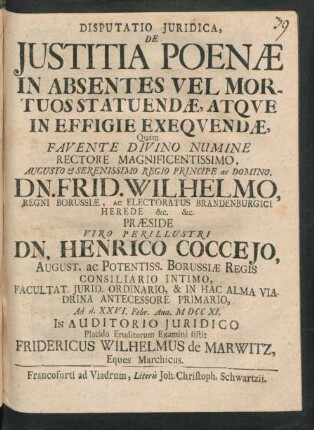 39
DISPUTATIO JURIDICA,
DE
JUSTITIA POENÆ
IN ABSENTES VEL MOR-
TUOS STATUENDÆ, ATQVE
IN EFFIGIE EXEQVENDÆ,
Quam
FAVENTE DIVINO NUMINE
RECTORE MAGNIFICENTISSIMO,
AUGUSTO & SERENISSIMO REGIO PRINCIPE ac DOMINO,
DN. FRID. WILHELMO,
REGNI BORUSSIÆ, ac ELECTORATUS BRANDENBURGICI
HEREDE &c. &c.
PRÆSIDE
VIRO PERILLUSTRI
DN. HENRICO COCCEJO,
AUGUST. ac POTENTISS. BORUSSIÆ REGIS
CONSILIARIO INTIMO,
FACULTAT. JURID. ORDINARIO, & IN HAC ALMA VIA-
DRINA ANTECESSORE PRIMARIO,
Ad d. XXVI. Febr. Ann. M DCC XI.
IN AUDITORIO JURIDICO
Placido Eruditorum Examini sistit
FRIDERICUS WILHELMUS de MARWITZ,
Eques Marchicus.
Francofurti ad Viadrum, Literis Joh. Christoph. Schwartzii.